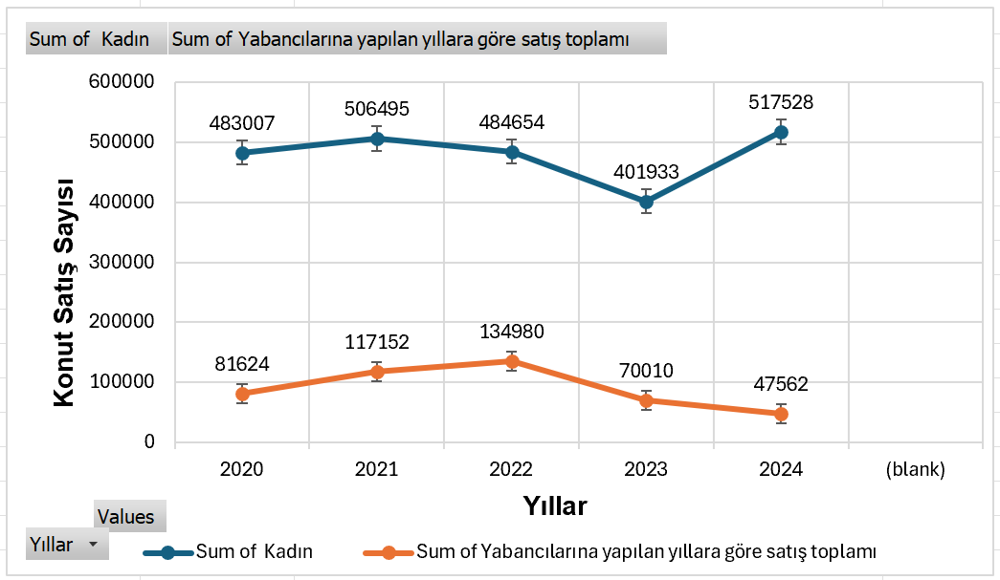 Sum of  Kadın Sum of Yabancılarına yapılan yıllara göre satış toplamı
600000
500000
400000
300000
200000
100000
0
Konut Satış Sayısı
483007 506495 484654 401933 517528
81624 117152 134980 70010 47562
2020 2021 2022 2023 2024 (blank)
Yıllar
Values
Yıllar
Sum of  Kadın Sum of Yabancılarına yapılan yıllara göre satış toplamı